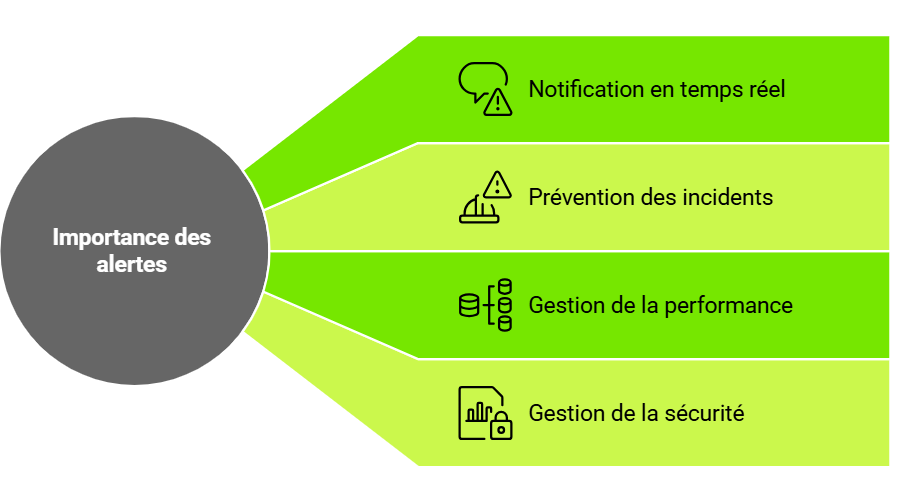 Importance des
alertes
Notification en temps réel
Prévention des incidents
Gestion de la performance
Gestion de la sécurité